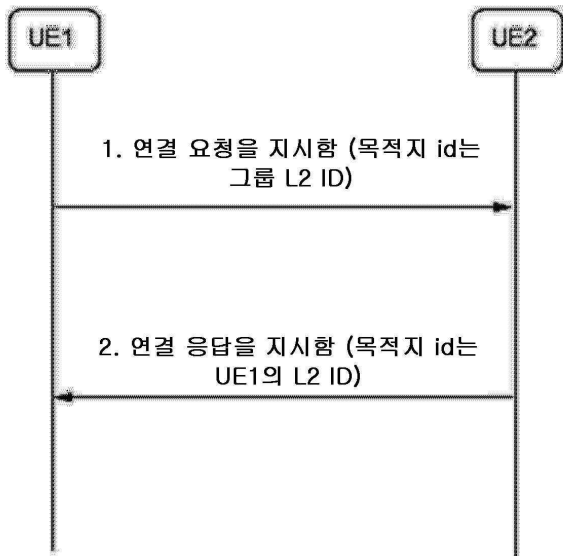 UE1
UE2
1. 연결 요청을 지시함 (목적지 id는
그룹 L2 ID)
2. 연결 응답을 지시함 (목적지 id는
UE1의 L2 ID)